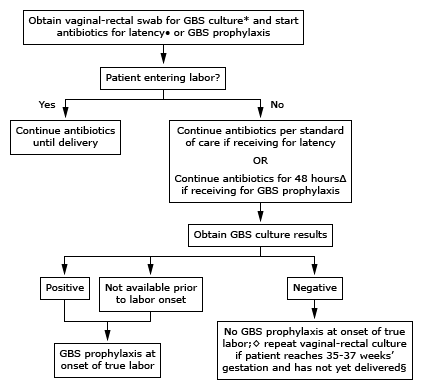 Obtain vaginal-rectal swab for GBS culture* and start
antibiotics for latency• or GBS prophylaxis
Patient entering labor?
Yes
No
Continue antibiotics
until delivery
Continue antibiotics per standard
of care if receiving for latency
OR
Continue antibiotics for 48 hoursΔ
if receiving for GBS prophylaxis
Obtain GBS culture results
Positive
Not available prior
to labor onset
Negative
GBS prophylaxis at
onset of true labor
No GBS prophylaxis at onset of true
labor;◊ repeat vaginal-rectal culture
if patient reaches 35-37 weeks'
gestation and has not yet delivered§